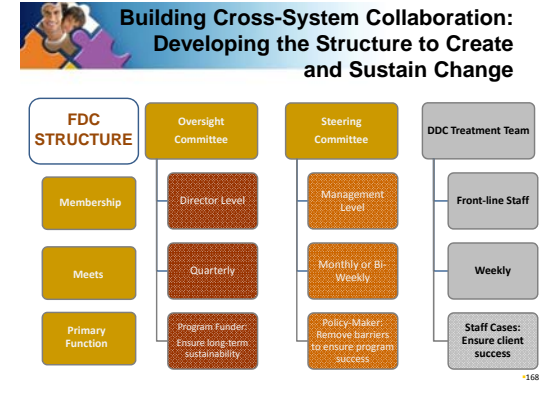 Building Cross-System Collaboration:
Developing the Structure to Create
and Sustain Change
FDC
STRUCTURE
Oversight
Committee
Steering
Committee
DDC Treatment Team
Membership
Director Level
Management
Level
Front-line Staff
Meets
Quarterly
Monthly or Bi-
Weekly
Weekly
Primary
Function
Program Funder:
Ensure long-term
sustainability
Policy-Maker:
Remove barriers
to ensure program
success
Staff Cases:
Ensure client
success
•168